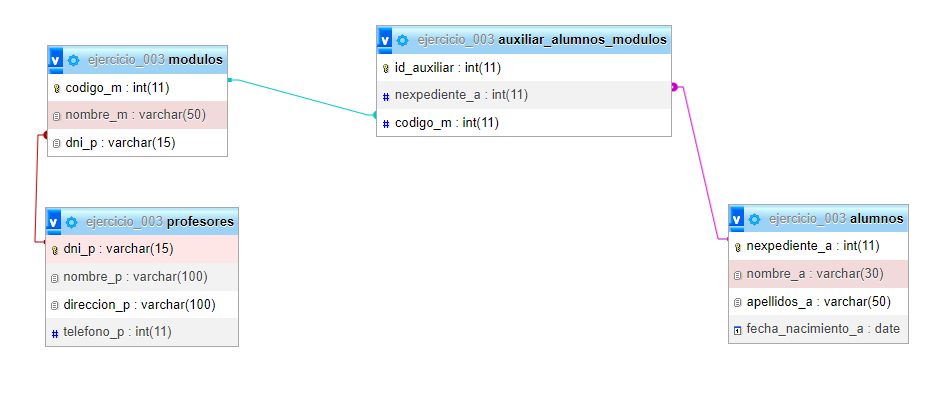 v ejercicio_003 modulos
codigo_m : int(11)
nombre_m : varchar(50)
dni_p : varchar(15)
v ejercicio_003 auxiliar_alumnos_modulos
id_auxiliar : int(11)
# nexpediente_a : int(11)
# codigo_m : int(11)
v ejercicio_003 profesores
dni_p : varchar(15)
nombre_p : varchar(100)
direccion_p : varchar(100)
# telefono_p : int(11)
v ejercicio_003 alumnos
nexpediente_a : int(11)
nombre_a : varchar(30)
apellidos_a : varchar(50)
fecha_nacimiento_a : date